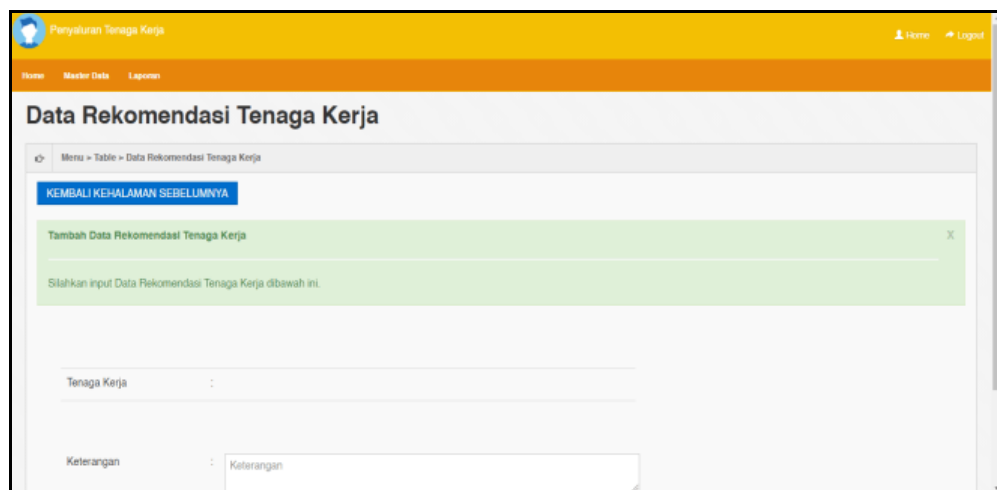 Penyaluran Tenaga Kerja
Home Logout
Home Master Data Laporan
Data Rekomendasi Tenaga Kerja
Menu » Table » Data Rekomendasi Tenaga Kerja
KEMBALI KEHALAMAN SEBELUMNYA
Tambah Data Rekomendasi Tenaga Kerja X
Silahkan input Data Rekomendasi Tenaga Kerja dibawah ini.
Tenaga Kerja :
Keterangan : Keterangan